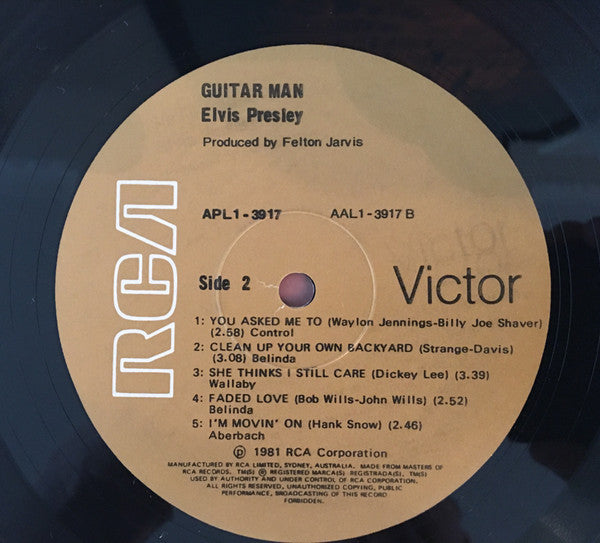 GUITAR MAN
Elvis Presley
Produced by Felton Jarvis
APL1-3917 AAL1-3917 B
RCA
Side 2
Victor
1: YOU ASKED ME TO (Waylon Jennings-Billy Joe Shaver)
(2.58) Control
2: CLEAN UP YOUR OWN BACKYARD (Strange-Davis)
(3.08) Belinda
3: SHE THINKS I STILL CARE (Dickey Lee) (3.39)
Wallaby
4: FADED LOVE (Bob Wills-John Wills) (2.52)
Belinda
5: I'M MOVIN' ON (Hank Snow) (2.46)
Aberbach
℗ 1981 RCA Corporation
MANUFACTURED BY RCA LIMITED, SYDNEY, AUSTRALIA. MADE FROM MASTERS OF
RCA RECORDS. TM(S) ® REGISTERED MARCA(S) REGISTRADA(S), TM(S)
USED BY AUTHORITY AND UNDER CONTROL OF RCA CORPORATION.
ALL RIGHTS RESERVED, UNAUTHORIZED COPYING, PUBLIC
PERFORMANCE, BROADCASTING OF THIS RECORD
FORBIDDEN.